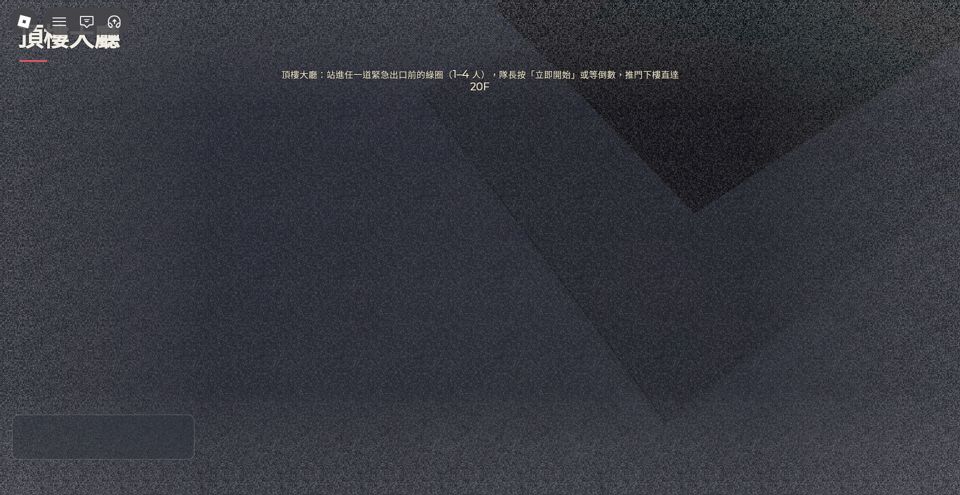 頂樓大廳
頂樓大廳：站進任一道緊急出口前的綠圈（1–4 人），隊長按「立即開始」或等倒數，推門下樓直達
20F